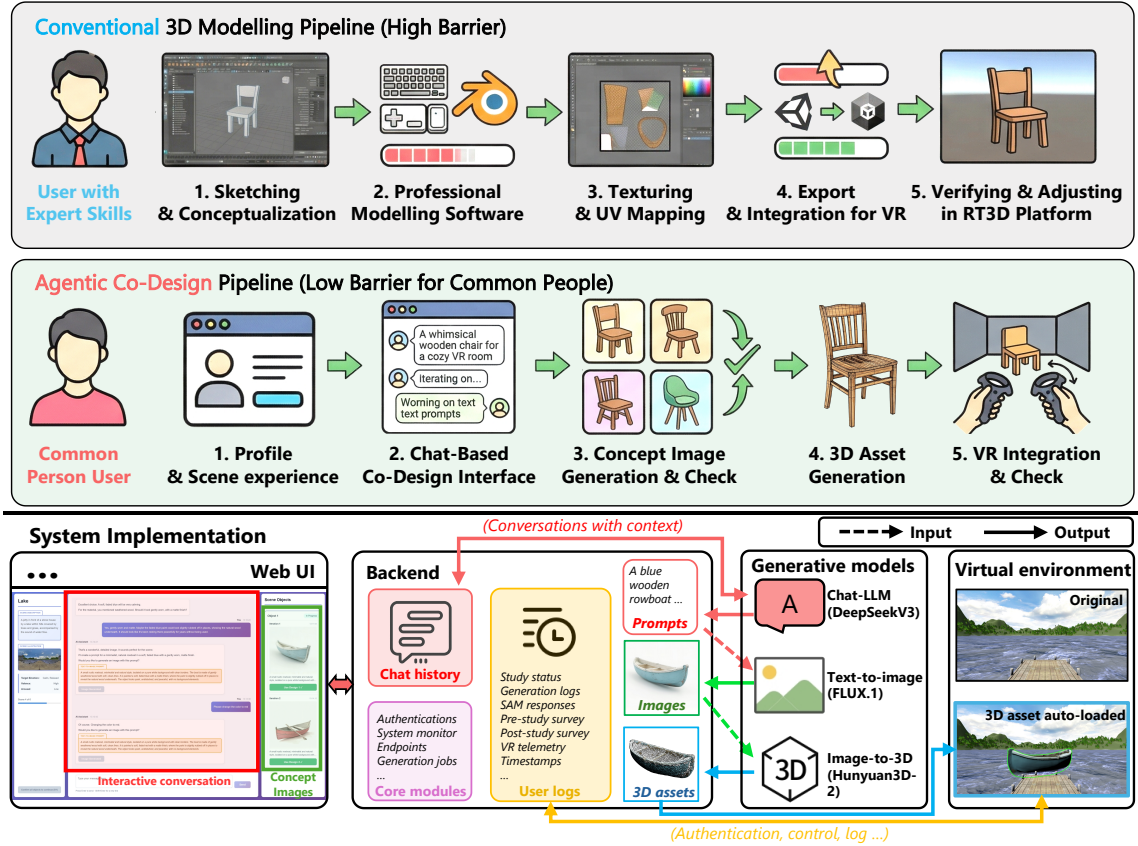 Conventional 3D Modelling Pipeline (High Barrier)
User with
Expert Skills
1. Sketching
& Conceptualization
2. Professional
Modelling Software
3. Texturing
& UV Mapping
4. Export
& Integration for VR
5. Verifying & Adjusting
in RT3D Platform
Agentic Co-Design Pipeline (Low Barrier for Common People)
A whimsical
wooden chair for
a cozy VR room
Iterating on...
Worning on text
text prompts
Common
Person User
1. Profile
& Scene experience
2. Chat-Based
Co-Design Interface
3. Concept Image
Generation & Check
4. 3D Asset
Generation
5. VR Integration
& Check
System Implementation
(Conversations with context)
Input
Output
... Web UI
Lake
Scene Objects
Interactive conversation
Concept
Images
Backend
Chat history
Authentications
System monitor
Endpoints
Generation jobs
...
Core modules
Study status
Generation logs
SAM responses
Pre-study survey
Post-study survey
VR telemetry
Timestamps
...
User logs
A blue
wooden
rowboat ...
Prompts
Images
3D assets
Generative models
A
Chat-LLM
(DeepSeekV3)
Text-to-image
(FLUX.1)
3D
Image-to-3D
(Hunyuan3D-
2)
Virtual environment
Original
3D asset auto-loaded
(Authentication, control, log ...)